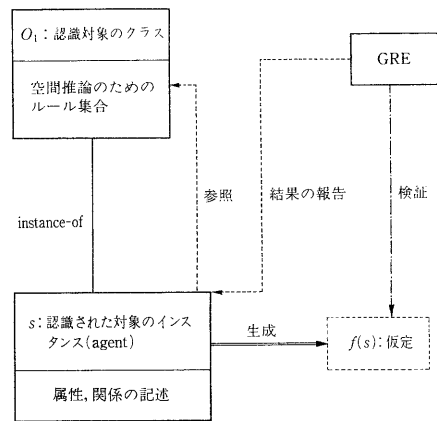 O₁：認識対象のクラス
空間推論のための
ルール集合
GRE
参照
結果の報告
検証
instance-of
s：認識された対象のインス
タンス(agent)
属性，関係の記述
生成
f(s)：仮定